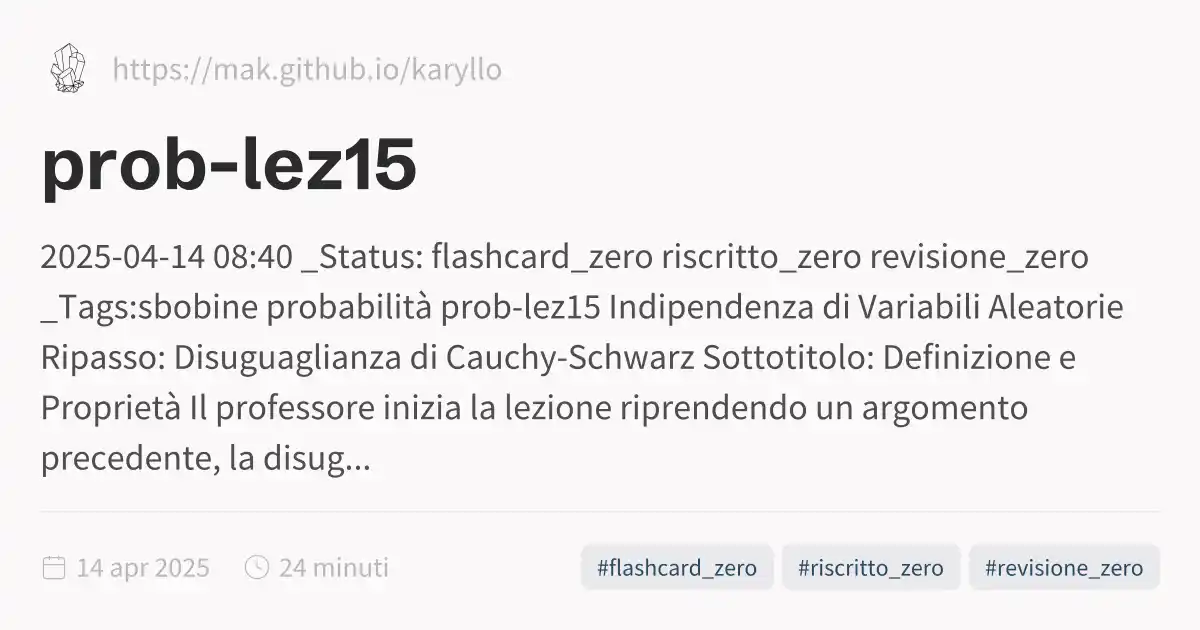 https://mak.github.io/karyllo
prob-lez15
2025-04-14 08:40 _Status: flashcard_zero riscritto_zero revisione_zero
_Tags:sbobine probabilità prob-lez15 Indipendenza di Variabili Aleatorie
Ripasso: Disuguaglianza di Cauchy-Schwarz Sottotitolo: Definizione e
Proprietà Il professore inizia la lezione riprendendo un argomento
precedente, la disug...
14 apr 2025 24 minuti #flashcard_zero #riscritto_zero #revisione_zero